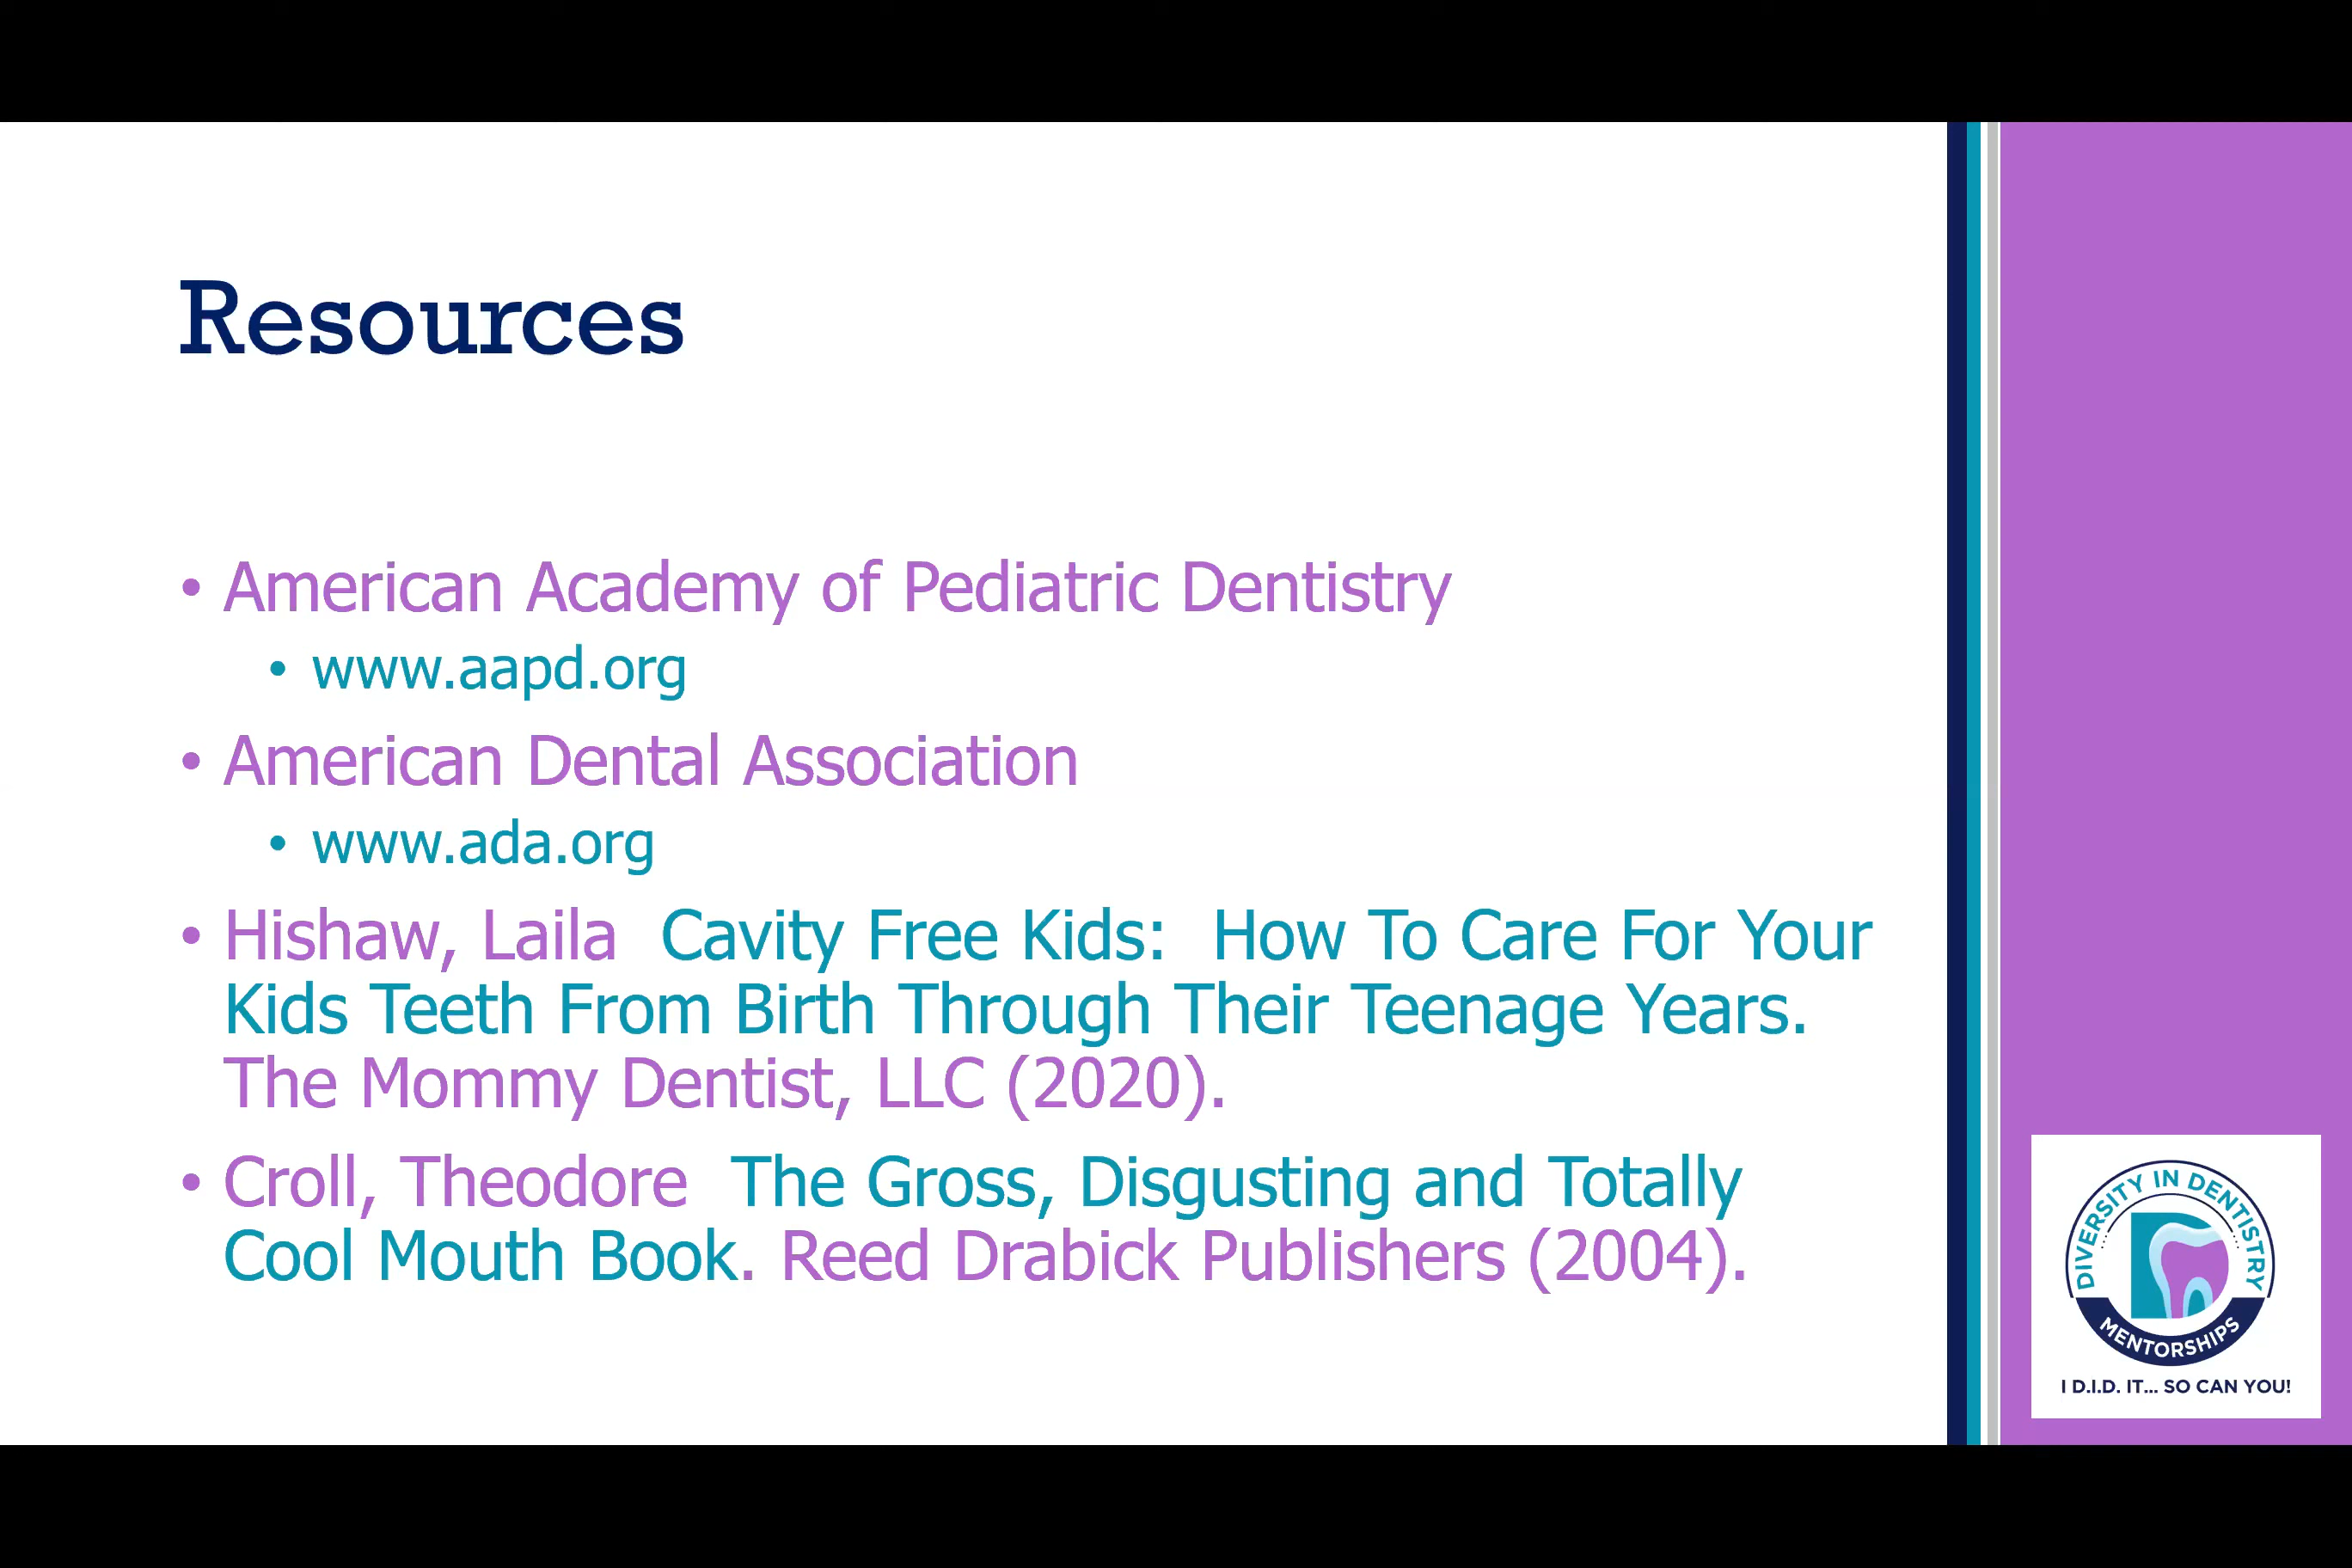 Resources
• American Academy of Pediatric Dentistry
• www.aapd.org
• American Dental Association
• www.ada.org
• Hishaw, Laila  Cavity Free Kids:  How To Care For Your
Kids Teeth From Birth Through Their Teenage Years.
The Mommy Dentist, LLC (2020).
• Croll, Theodore  The Gross, Disgusting and Totally
Cool Mouth Book. Reed Drabick Publishers (2004).
DIVERSITY IN DENTISTRY
MENTORSHIPS
I D.I.D. IT... SO CAN YOU!